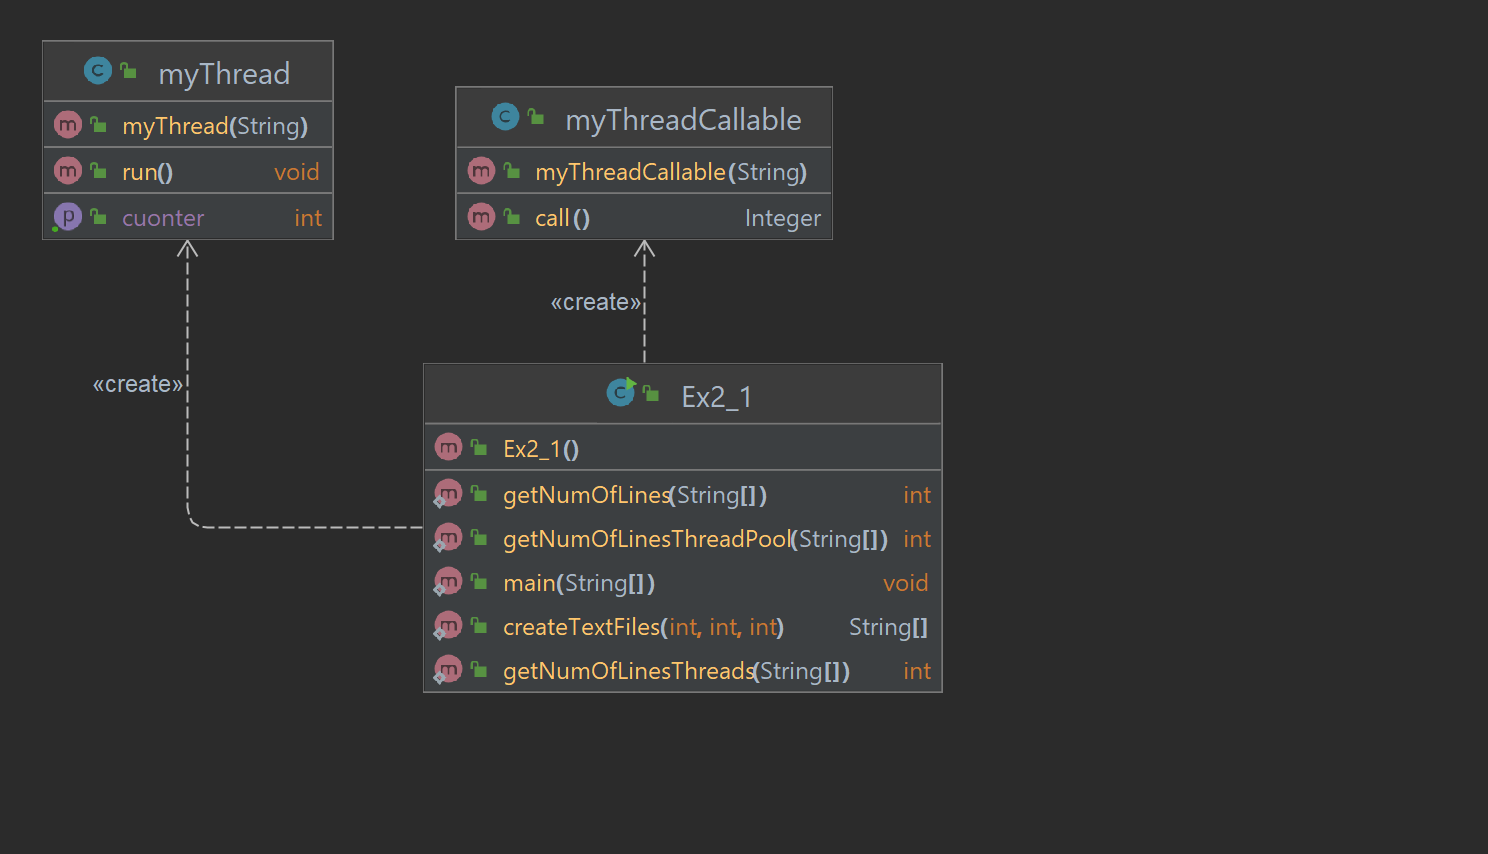 myThread
myThread(String)
run() void
cuonter int
myThreadCallable
myThreadCallable(String)
call() Integer
«create»
«create»
Ex2_1
Ex2_1()
getNumOfLines(String[]) int
getNumOfLinesThreadPool(String[]) int
main(String[]) void
createTextFiles(int, int, int) String[]
getNumOfLinesThreads(String[]) int